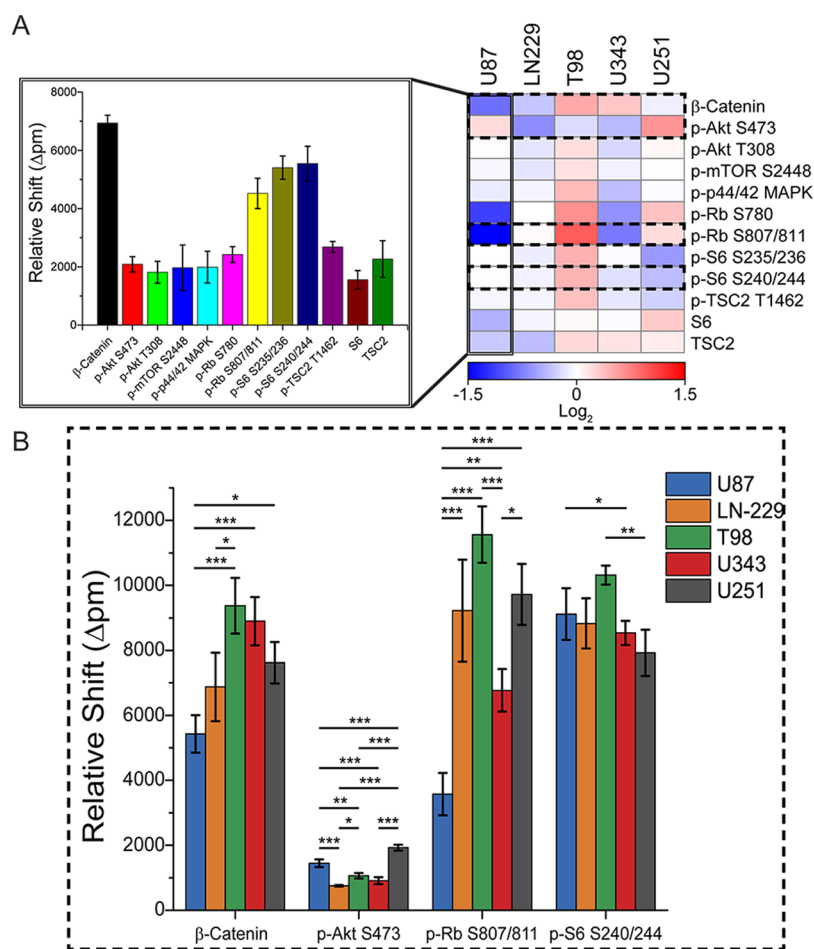 A
8000
6000
4000
2000
0
Relative Shift (Δpm)
β-Catenin
p-Akt S473
p-Akt T308
p-mTOR S2448
p-p44/42 MAPK
p-Rb S780
p-Rb S807/811
p-S6 S235/236
p-S6 S240/244
p-TSC2 T1462
S6
TSC2
U87 LN229 T98 U343 U251
β-Catenin
p-Akt S473
p-Akt T308
p-mTOR S2448
p-p44/42 MAPK
p-Rb S780
p-Rb S807/811
p-S6 S235/236
p-S6 S240/244
p-TSC2 T1462
S6
TSC2
-1.5 0 1.5
Log2
B
12000
10000
8000
6000
4000
2000
0
Relative Shift (Δpm)
*
***
*
***
***
***
***
***
**
*
***
***
***
**
***
***
***
*
*
**
U87
LN-229
T98
U343
U251
β-Catenin p-Akt S473 p-Rb S807/811 p-S6 S240/244